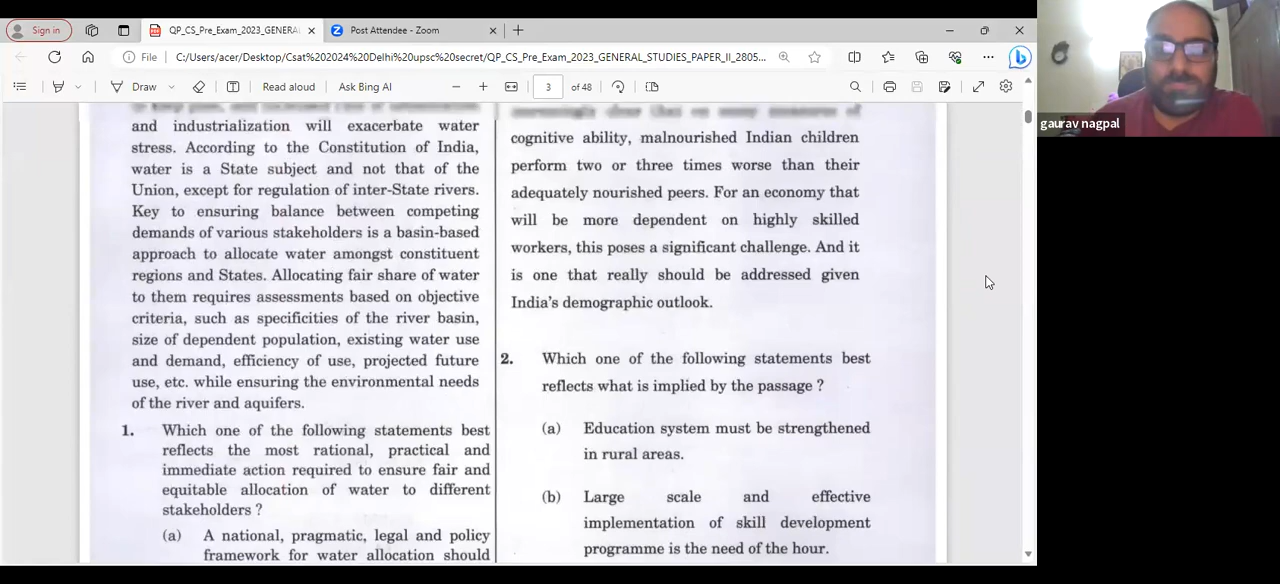 Sign in
QP_CS_Pre_Exam_2023_GENERA
Post Attendee - Zoom
File
C:/Users/acer/Desktop/Csat%202024%20Delhi%20upsc%20secret/QP_CS_Pre_Exam_2023_GENERAL_STUDIES_PAPER_II_2805...
Draw
Read aloud
Ask Bing AI
3
of 48
gaurav nagpal
and industrialization will exacerbate water
stress. According to the Constitution of India,
water is a State subject and not that of the
Union, except for regulation of inter-State rivers.
Key to ensuring balance between competing
demands of various stakeholders is a basin-based
approach to allocate water amongst constituent
regions and States. Allocating fair share of water
to them requires assessments based on objective
criteria, such as specificities of the river basin,
size of dependent population, existing water use
and demand, efficiency of use, projected future
use, etc. while ensuring the environmental needs
of the river and aquifers.
1. Which one of the following statements best
reflects the most rational, practical and
immediate action required to ensure fair and
equitable allocation of water to different
stakeholders ?
(a) A national, pragmatic, legal and policy
framework for water allocation should
cognitive ability, malnourished Indian children
perform two or three times worse than their
adequately nourished peers. For an economy that
will be more dependent on highly skilled
workers, this poses a significant challenge. And it
is one that really should be addressed given
India's demographic outlook.
2. Which one of the following statements best
reflects what is implied by the passage ?
(a) Education system must be strengthened
in rural areas.
(b) Large scale and effective
implementation of skill development
programme is the need of the hour.